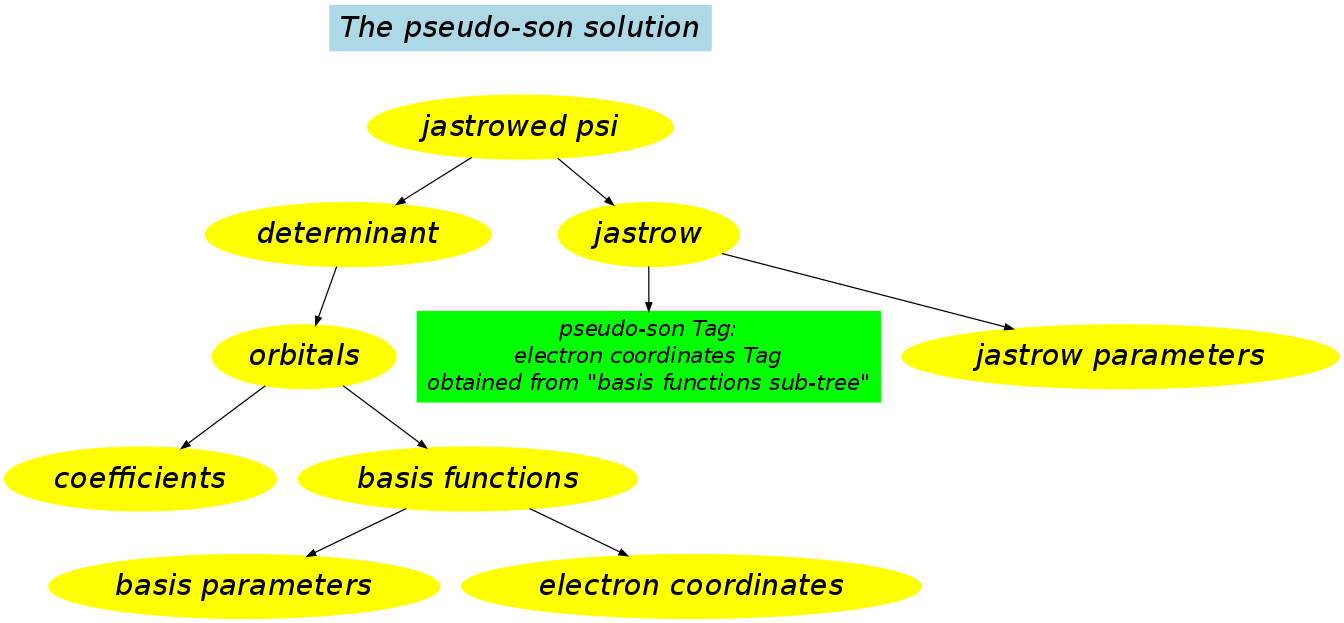 The pseudo-son solution
jastrowed psi
determinant
jastrow
orbitals
pseudo-son Tag:
electron coordinates Tag
obtained from "basis functions sub-tree"
jastrow parameters
coefficients
basis functions
basis parameters
electron coordinates